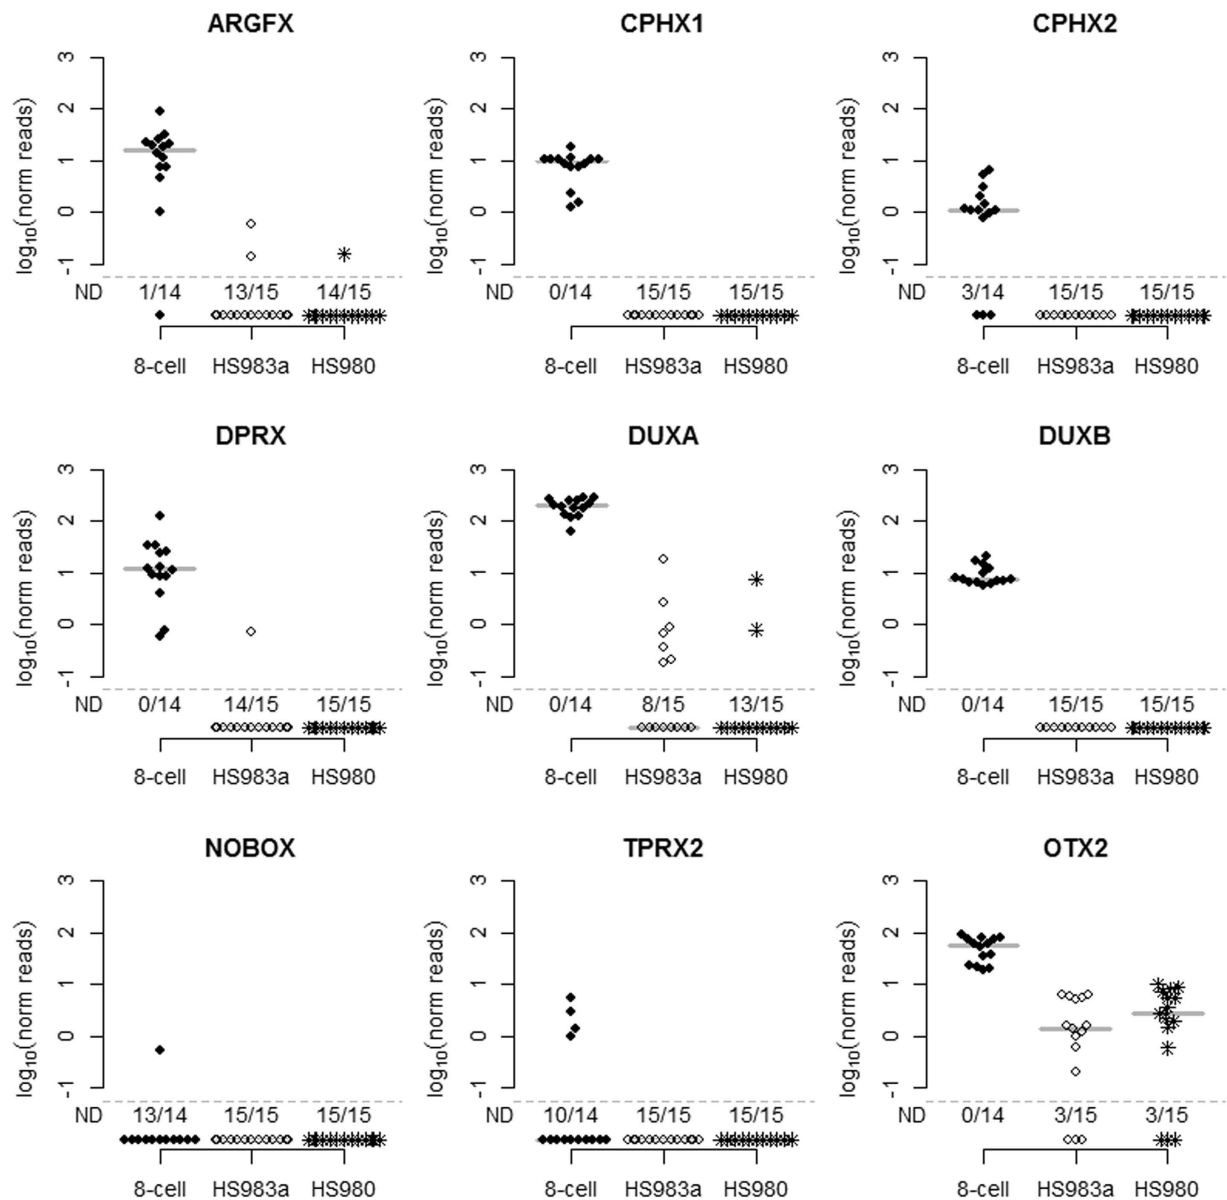 ARGFX CPHX1 CPHX2
log10(norm reads) log10(norm reads) log10(norm reads)
3 3 3
2 2 2
1 1 1
0 0 0
-1 -1 -1
ND 1/14 13/15 14/15 ND 0/14 15/15 15/15 ND 3/14 15/15 15/15
8-cell HS983a HS980 8-cell HS983a HS980 8-cell HS983a HS980
DPRX DUXA DUXB
log10(norm reads) log10(norm reads) log10(norm reads)
3 3 3
2 2 2
1 1 1
0 0 0
-1 -1 -1
ND 0/14 14/15 15/15 ND 0/14 8/15 13/15 ND 0/14 15/15 15/15
8-cell HS983a HS980 8-cell HS983a HS980 8-cell HS983a HS980
NOBOX TPRX2 OTX2
log10(norm reads) log10(norm reads) log10(norm reads)
3 3 3
2 2 2
1 1 1
0 0 0
-1 -1 -1
ND 13/14 15/15 15/15 ND 10/14 15/15 15/15 ND 0/14 3/15 3/15
8-cell HS983a HS980 8-cell HS983a HS980 8-cell HS983a HS980